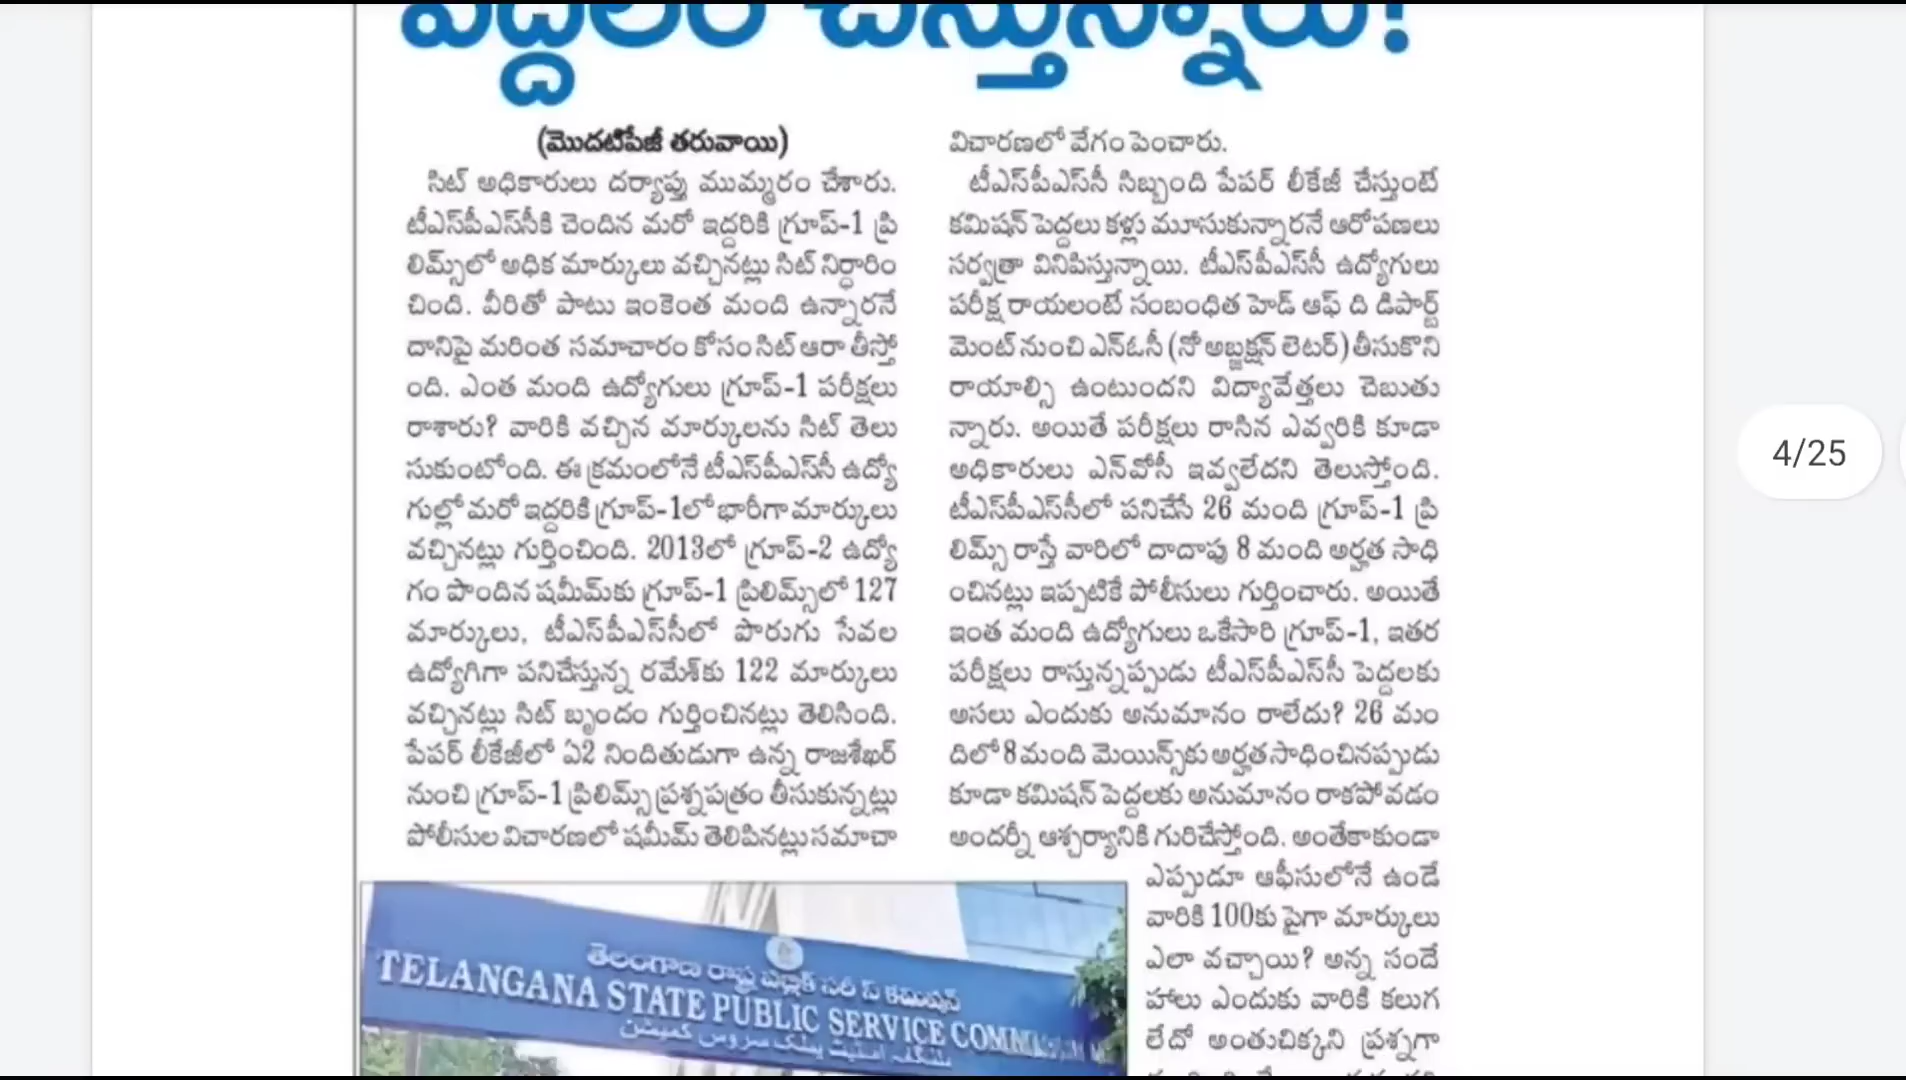 పెద్దలేం చేస్తున్నారు!
(మొదటిపేజీ తరువాయి)
సిట్ అధికారులు దర్యాప్తు ముమ్మరం చేశారు.
టీఎస్‌పీఎస్‌సీకి చెందిన మరో ఇద్దరికి గ్రూప్-1 ప్రి
లిమ్స్‌లో అధిక మార్కులు వచ్చినట్లు సిట్ నిర్ధారిం
చింది. వీరితో పాటు ఇంకెంత మంది ఉన్నారనే
దానిపై మరింత సమాచారం కోసం సిట్ ఆరా తీస్తో
ంది. ఎంత మంది ఉద్యోగులు గ్రూప్-1 పరీక్షలు
రాశారు? వారికి వచ్చిన మార్కులను సిట్ తెలు
సుకుంటోంది. ఈ క్రమంలోనే టీఎస్‌పీఎస్‌సీ ఉద్యో
గుల్లో మరో ఇద్దరికి గ్రూప్-1లో భారీగా మార్కులు
వచ్చినట్లు గుర్తించింది. 2013లో గ్రూప్-2 ఉద్యో
గం పొందిన షమీమ్‌కు గ్రూప్-1 ప్రిలిమ్స్‌లో 127
మార్కులు, టీఎస్‌పీఎస్‌సీలో పొరుగు సేవల
ఉద్యోగిగా పనిచేస్తున్న రమేశ్‌కు 122 మార్కులు
వచ్చినట్లు సిట్ బృందం గుర్తించినట్లు తెలిసింది.
పేపర్ లీకేజీలో ఏ2 నిందితుడుగా ఉన్న రాజశేఖర్
నుంచి గ్రూప్-1 ప్రిలిమ్స్ ప్రశ్నపత్రం తీసుకున్నట్లు
పోలీసుల విచారణలో షమీమ్ తెలిపినట్లు సమాచా
విచారణలో వేగం పెంచారు.
టీఎస్‌పీఎస్‌సీ సిబ్బంది పేపర్ లీకేజీ చేస్తుంటే
కమిషన్ పెద్దలు కళ్లు మూసుకున్నారనే ఆరోపణలు
సర్వత్రా వినిపిస్తున్నాయి. టీఎస్‌పీఎస్‌సీ ఉద్యోగులు
పరీక్ష రాయలంటే సంబంధిత హెడ్ ఆఫ్ ది డిపార్ట్
మెంట్ నుంచి ఎన్ఓసీ (నో అబ్జక్షన్ లెటర్) తీసుకొని
రాయాల్సి ఉంటుందని విద్యావేత్తలు చెబుతు
న్నారు. అయితే పరీక్షలు రాసిన ఎవ్వరికి కూడా
అధికారులు ఎన్‌వోసీ ఇవ్వలేదని తెలుస్తోంది.
టీఎస్‌పీఎస్‌సీలో పనిచేసే 26 మంది గ్రూప్-1 ప్రి
లిమ్స్ రాస్తే వారిలో దాదాపు 8 మంది అర్హత సాధి
ంచినట్లు ఇప్పటికే పోలీసులు గుర్తించారు. అయితే
ఇంత మంది ఉద్యోగులు ఒకేసారి గ్రూప్-1, ఇతర
పరీక్షలు రాస్తున్నప్పుడు టీఎస్‌పీఎస్‌సీ పెద్దలకు
అసలు ఎందుకు అనుమానం రాలేదు? 26 మం
దిలో 8 మంది మెయిన్స్‌కు అర్హత సాధించినప్పుడు
కూడా కమిషన్ పెద్దలకు అనుమానం రాకపోవడం
అందర్నీ ఆశ్చర్యానికి గురిచేస్తోంది. అంతేకాకుండా
ఎప్పుడూ ఆఫీసులోనే ఉండే
వారికి 100కు పైగా మార్కులు
ఎలా వచ్చాయి? అన్న సందే
హాలు ఎందుకు వారికి కలుగ
లేదో అంతుచిక్కని ప్రశ్నగా
తెలంగాణ రాష్ట్ర పబ్లిక్ సర్వీస్ కమిషన్
TELANGANA STATE PUBLIC SERVICE
4/25